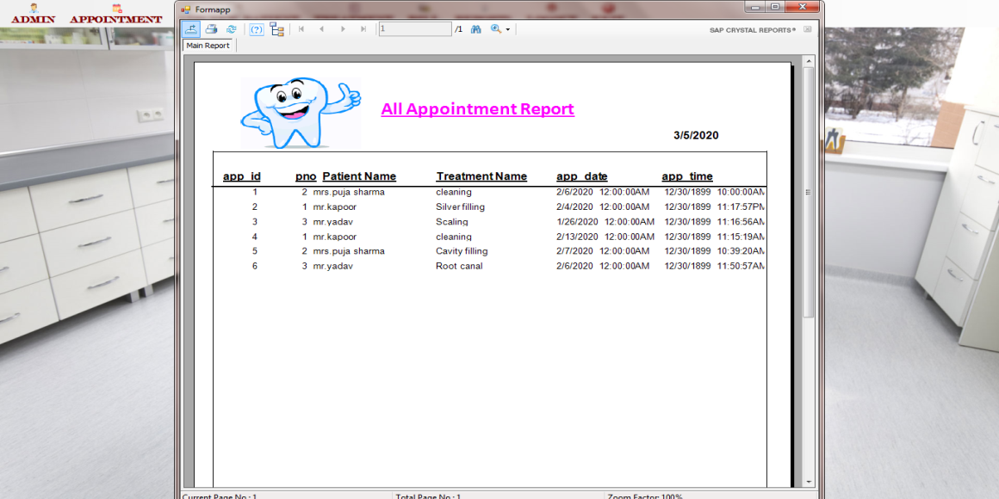 ADMIN APPOINTMENT
Formapp
1 /1 SAP CRYSTAL REPORTS®
Main Report
All Appointment Report
3/5/2020
app_id pno Patient Name Treatment Name app_date app_time
1 2 mrs.puja sharma cleaning 2/6/2020 12:00:00AM 12/30/1899 10:00:00AM
2 1 mr.kapoor Silver filling 2/4/2020 12:00:00AM 12/30/1899 11:17:57PM
3 3 mr.yadav Scaling 1/26/2020 12:00:00AM 12/30/1899 11:16:56AM
4 1 mr.kapoor cleaning 2/13/2020 12:00:00AM 12/30/1899 11:15:19AM
5 2 mrs.puja sharma Cavity filling 2/7/2020 12:00:00AM 12/30/1899 10:39:20AM
6 3 mr.yadav Root canal 2/6/2020 12:00:00AM 12/30/1899 11:50:57AM
Current Page No.: 1 Total Page No.: 1 Zoom Factor: 100%